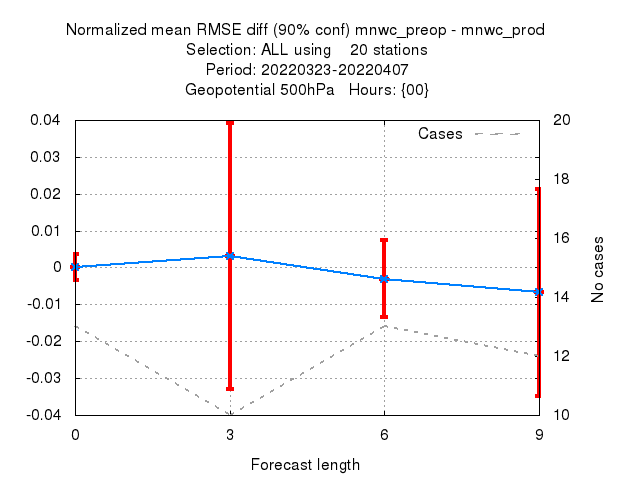 Normalized mean RMSE diff (90% conf) mnwc_preop - mnwc_prod
Selection: ALL using    20 stations
Period: 20220323-20220407
Geopotential 500hPa   Hours: {00}
Cases
0.04
0.03
0.02
0.01
0
-0.01
-0.02
-0.03
-0.04
20
18
16
14
12
10
No cases
0
3
6
9
Forecast length